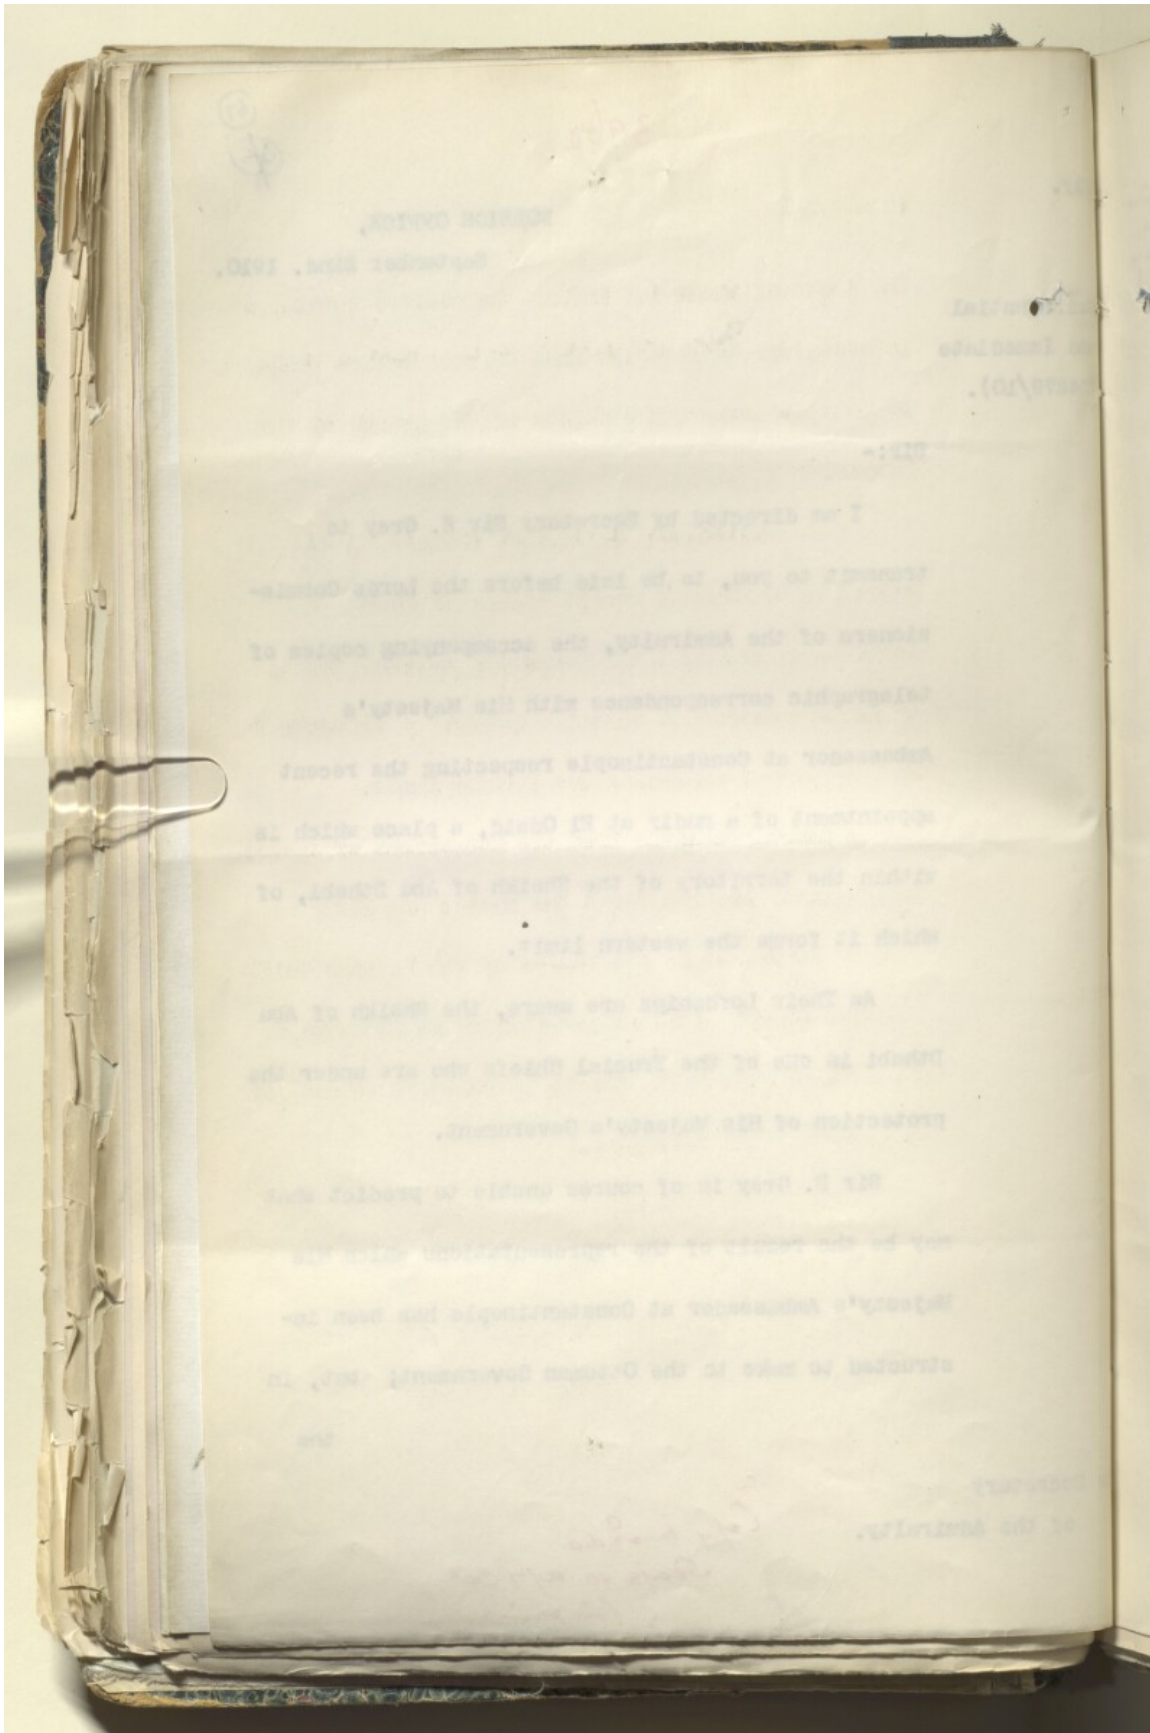 FOREIGN OFFICE,
September 22nd. 1910.
Confidential
Immediate
/10).
Sir:-
I am directed by Secretary Sir E. Grey to
transmit to you, to be laid before the Lords Commis-
sioners of the Admiralty, the accompanying copies of
telegraphic correspondence with His Majesty's
Ambassador at Constantinople respecting the recent
appointment of a mudir at El Odeid, a place which is
within the territory of the Sheikh of Abu Dthabi, of
which it forms the western limit.
As Their Lordships are aware, the Sheikh of Abu
Dthabi is one of the Trucial Chiefs who are under the
protection of His Majesty's Government.
Sir E. Grey is of course unable to predict what
may be the result of the representations which His
Majesty's Ambassador at Constantinople has been in-
structed to make to the Ottoman Government; but, in
the
Secretary
of the Admiralty.